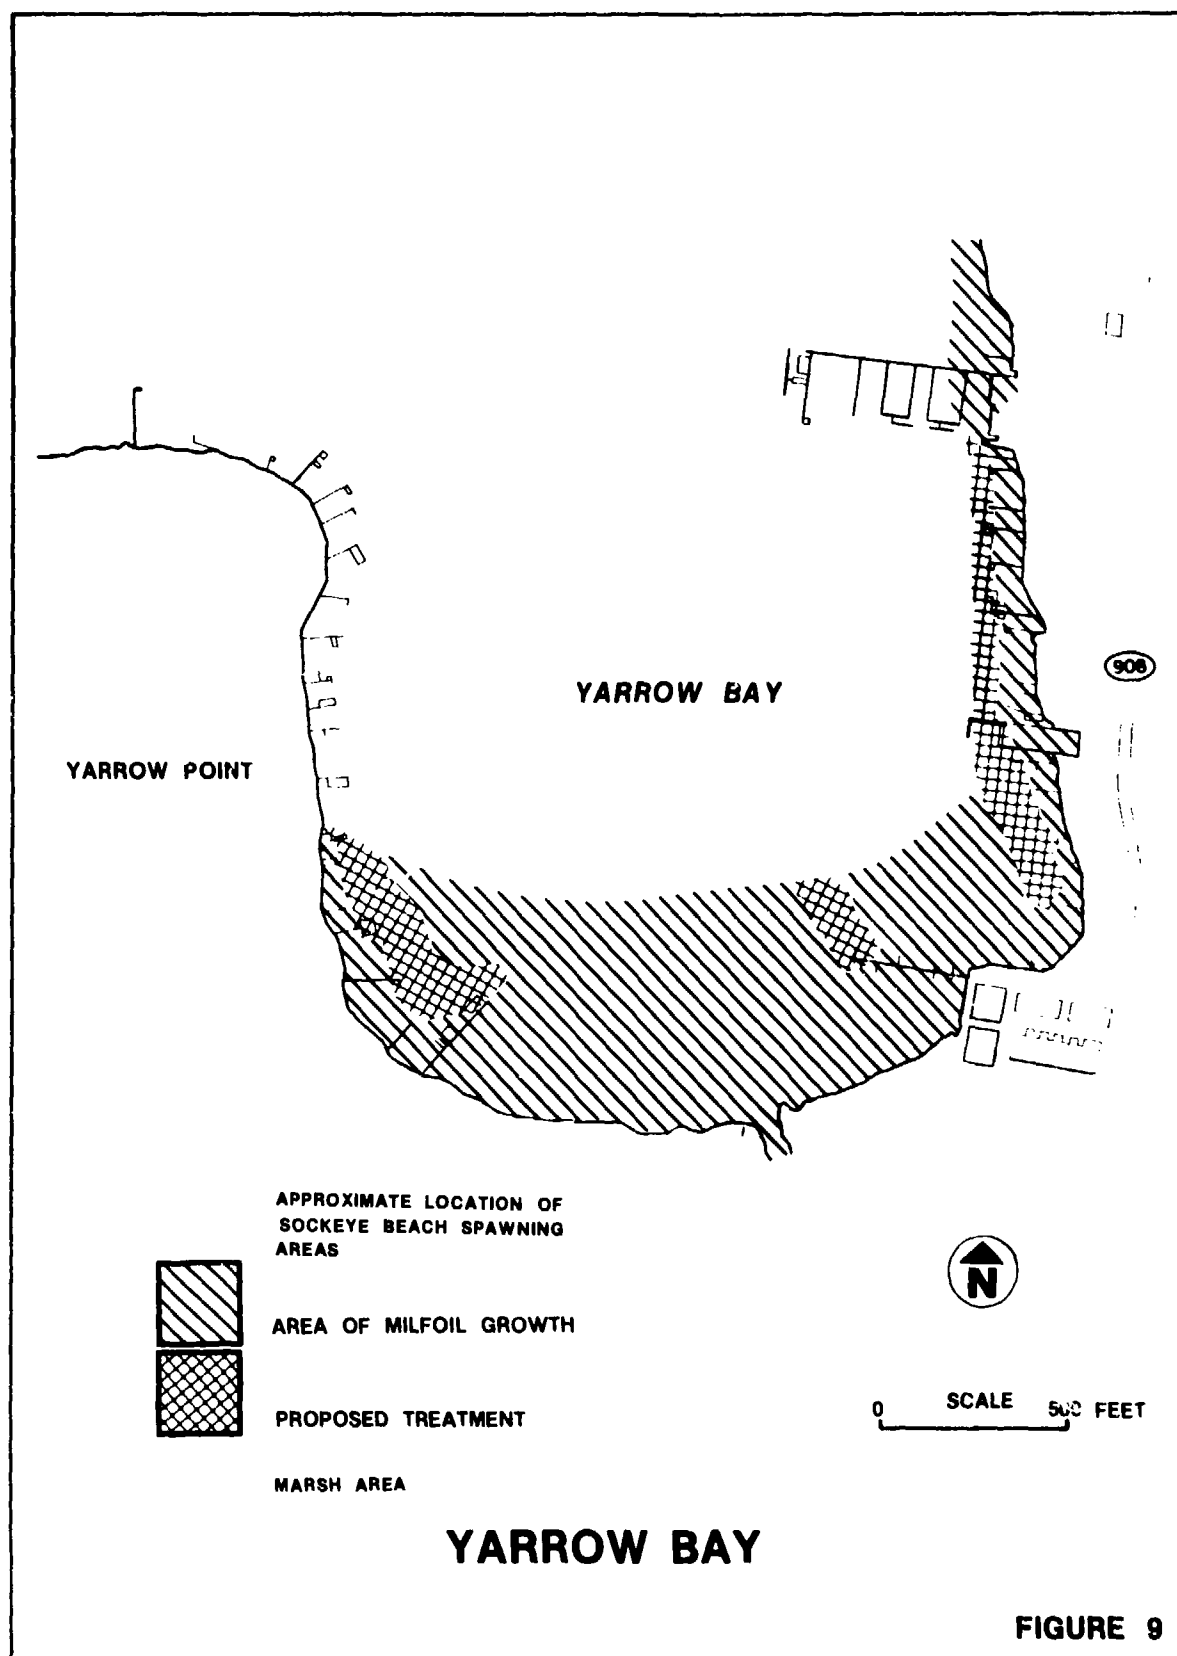 908
YARROW BAY
YARROW POINT
APPROXIMATE LOCATION OF
SOCKEYE BEACH SPAWNING
AREAS
AREA OF MILFOIL GROWTH
PROPOSED TREATMENT
MARSH AREA
N
SCALE
0 500 FEET
YARROW BAY
FIGURE 9